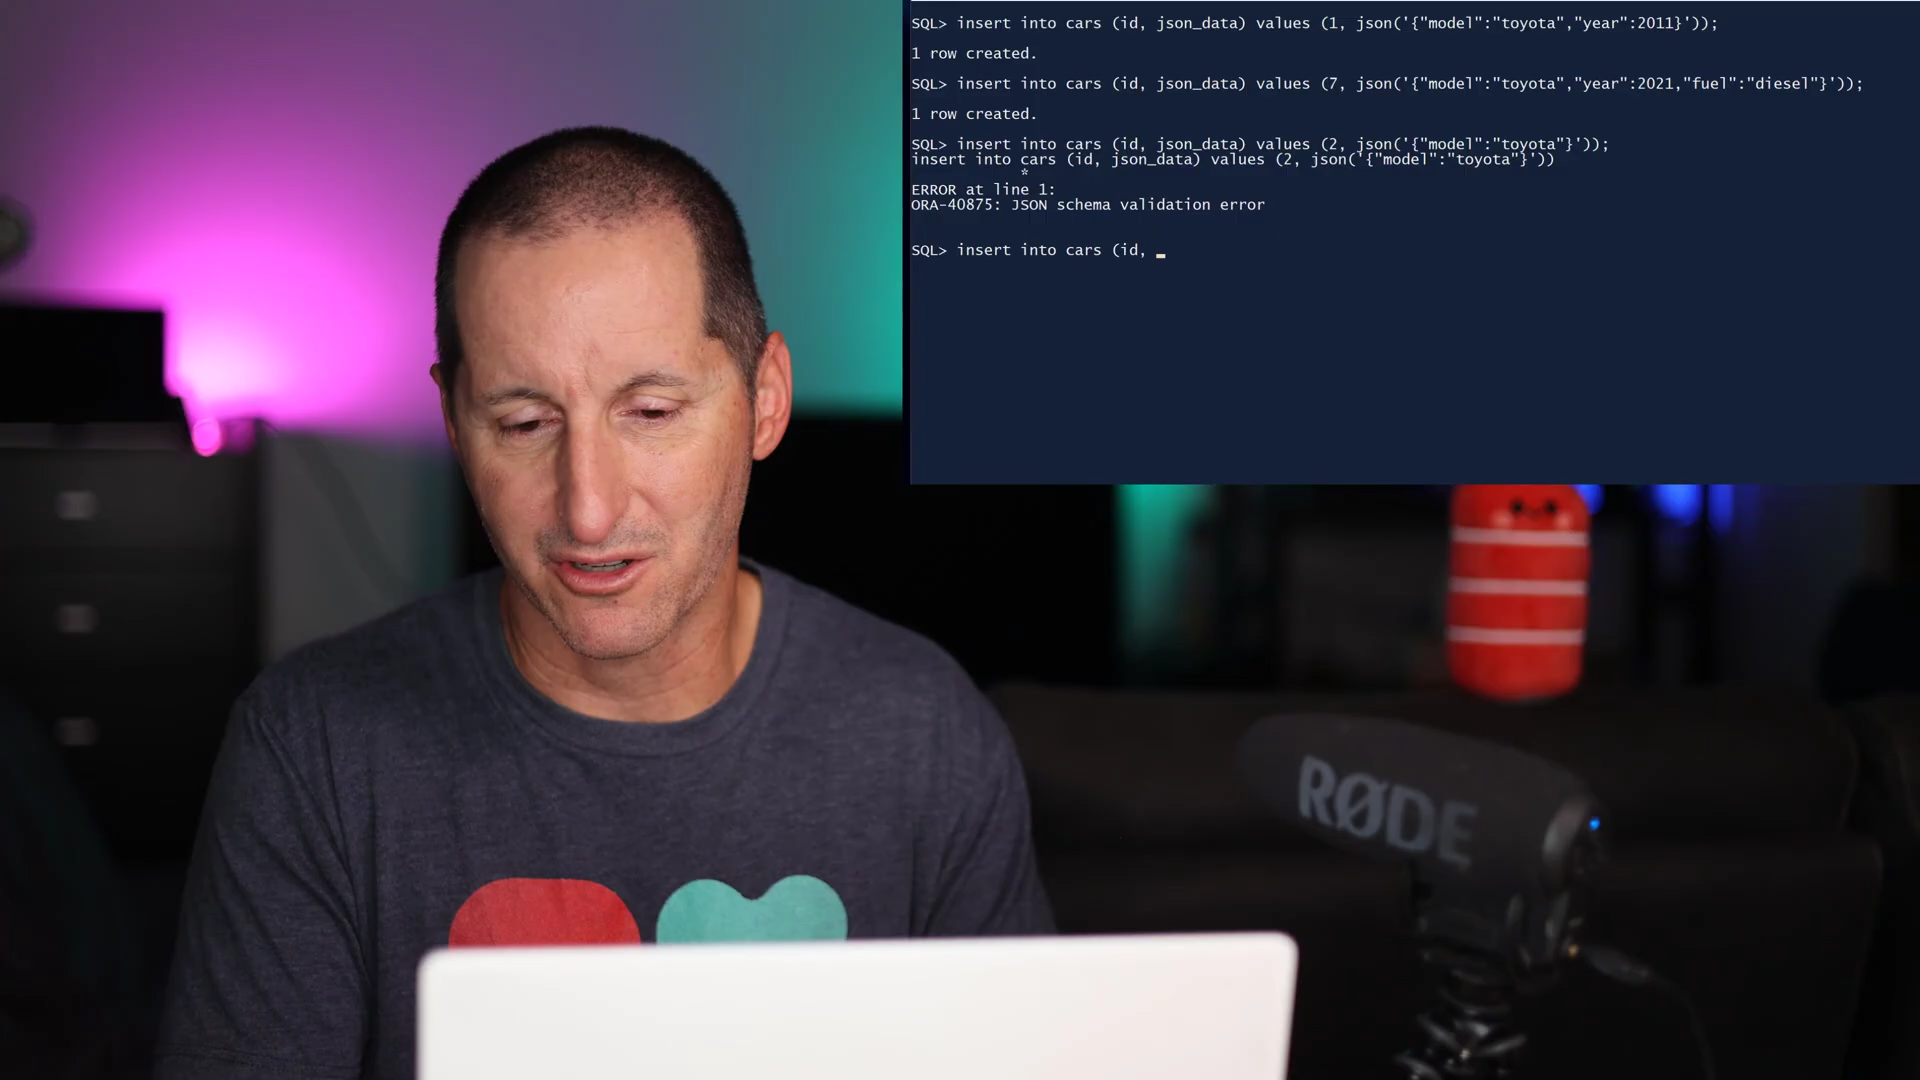 SQL> insert into cars (id, json_data) values (1, json('{"model":"toyota","year":2011}'));
1 row created.
SQL> insert into cars (id, json_data) values (7, json('{"model":"toyota","year":2021,"fuel":"diesel"}'));
1 row created.
SQL> insert into cars (id, json_data) values (2, json('{"model":"toyota"}'));
insert into cars (id, json_data) values (2, json('{"model":"toyota"}'))
*
ERROR at line 1:
ORA-40875: JSON schema validation error
SQL> insert into cars (id, _
RØDE